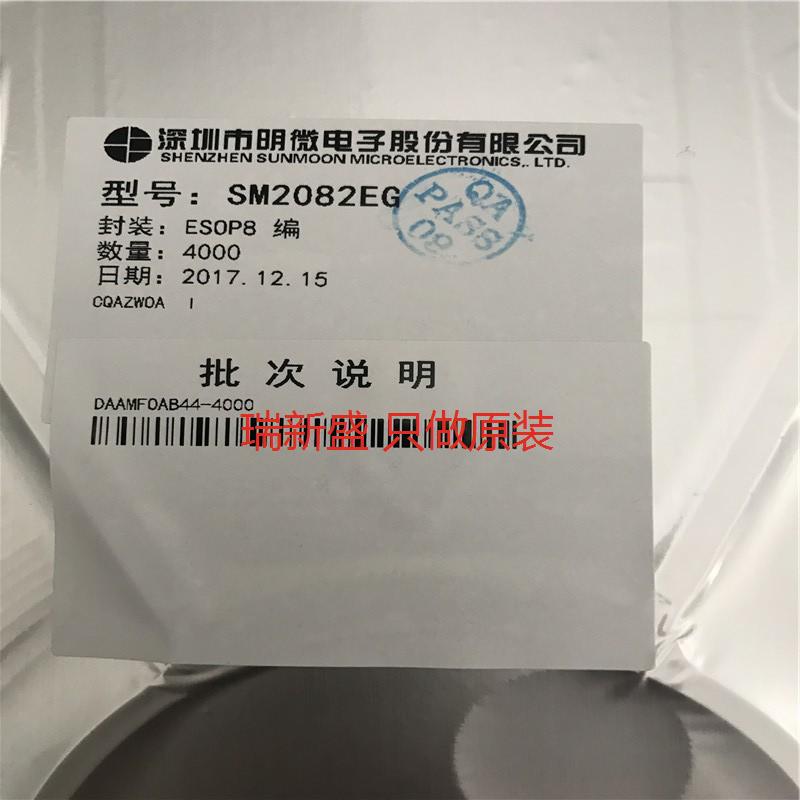 深圳市明微电子股份有限公司
SHENZHEN SUNMOON MICROELECTRONICS,. LTD.
型号: SM2082EG
QA
PASS
08
封装: ESOP8 编
数量: 4000
日期: 2017.12.15
CQAZWOA I
批次说明
DAAMF0AB44-4000
瑞新盛 只做原装